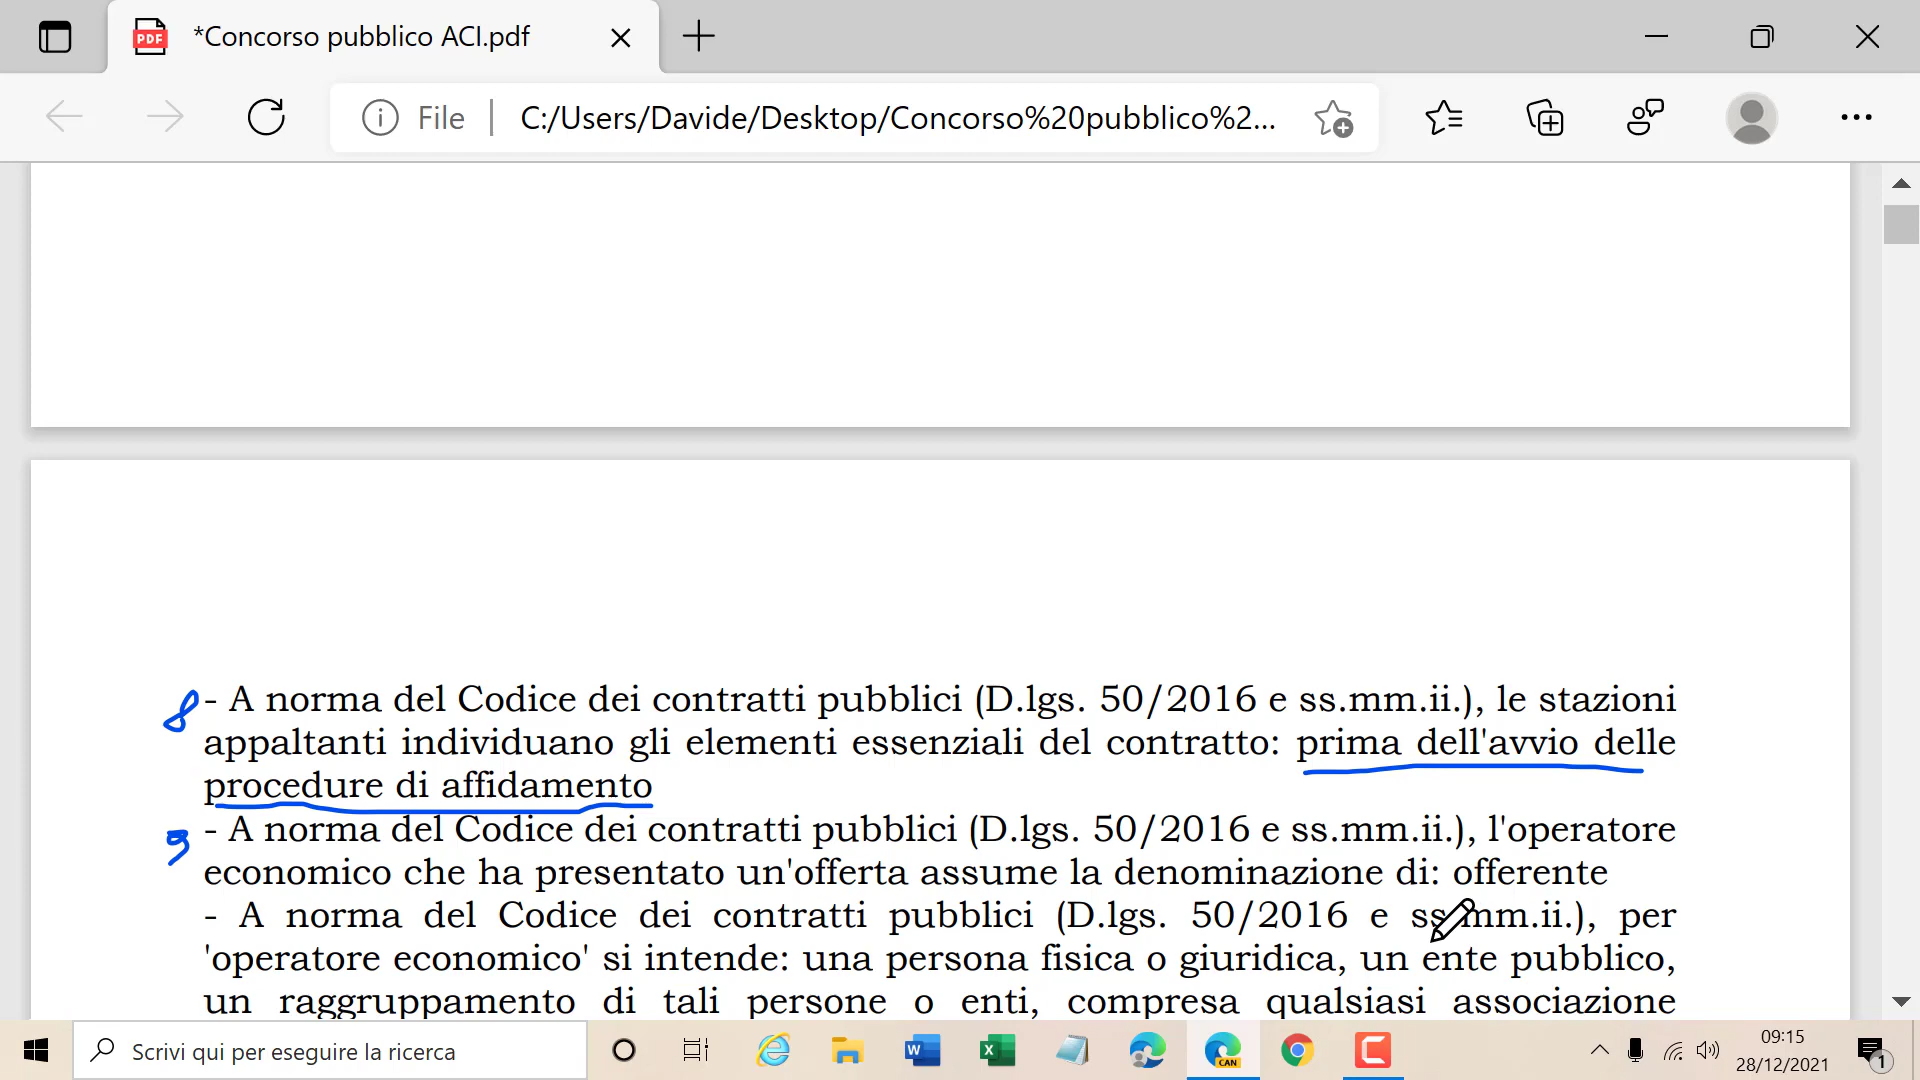 *Concorso pubblico ACI.pdf
PDF
File
C:/Users/Davide/Desktop/Concorso%20pubblico%2...
8 - A norma del Codice dei contratti pubblici (D.lgs. 50/2016 e ss.mm.ii.), le stazioni
appaltanti individuano gli elementi essenziali del contratto: prima dell'avvio delle
procedure di affidamento
9 - A norma del Codice dei contratti pubblici (D.lgs. 50/2016 e ss.mm.ii.), l'operatore
economico che ha presentato un'offerta assume la denominazione di: offerente
- A norma del Codice dei contratti pubblici (D.lgs. 50/2016 e ss.mm.ii.), per
'operatore economico' si intende: una persona fisica o giuridica, un ente pubblico,
un raggruppamento di tali persone o enti, compresa qualsiasi associazione
Scrivi qui per eseguire la ricerca
CAN
09:15
28/12/2021
1